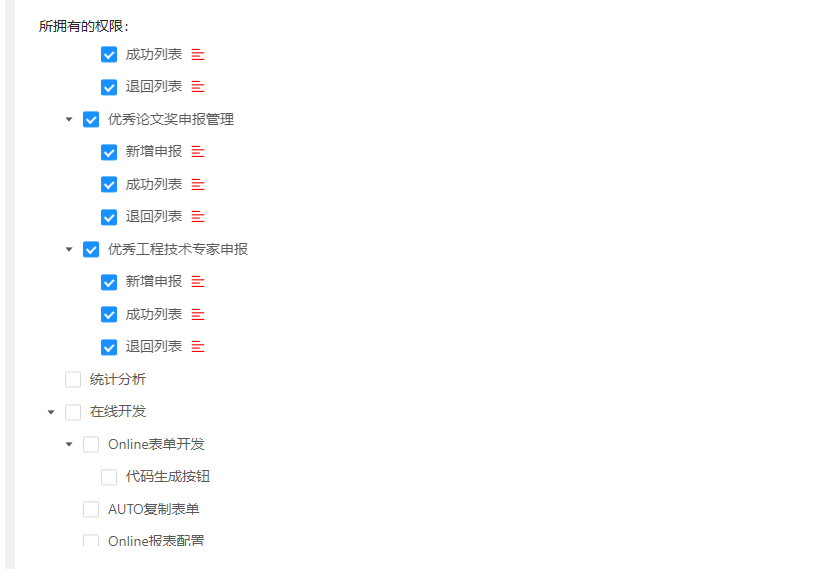 所拥有的权限：
成功列表
退回列表
优秀论文奖申报管理
新增申报
成功列表
退回列表
优秀工程技术专家申报
新增申报
成功列表
退回列表
统计分析
在线开发
Online表单开发
代码生成按钮
AUTO复制表单
Online报表配置